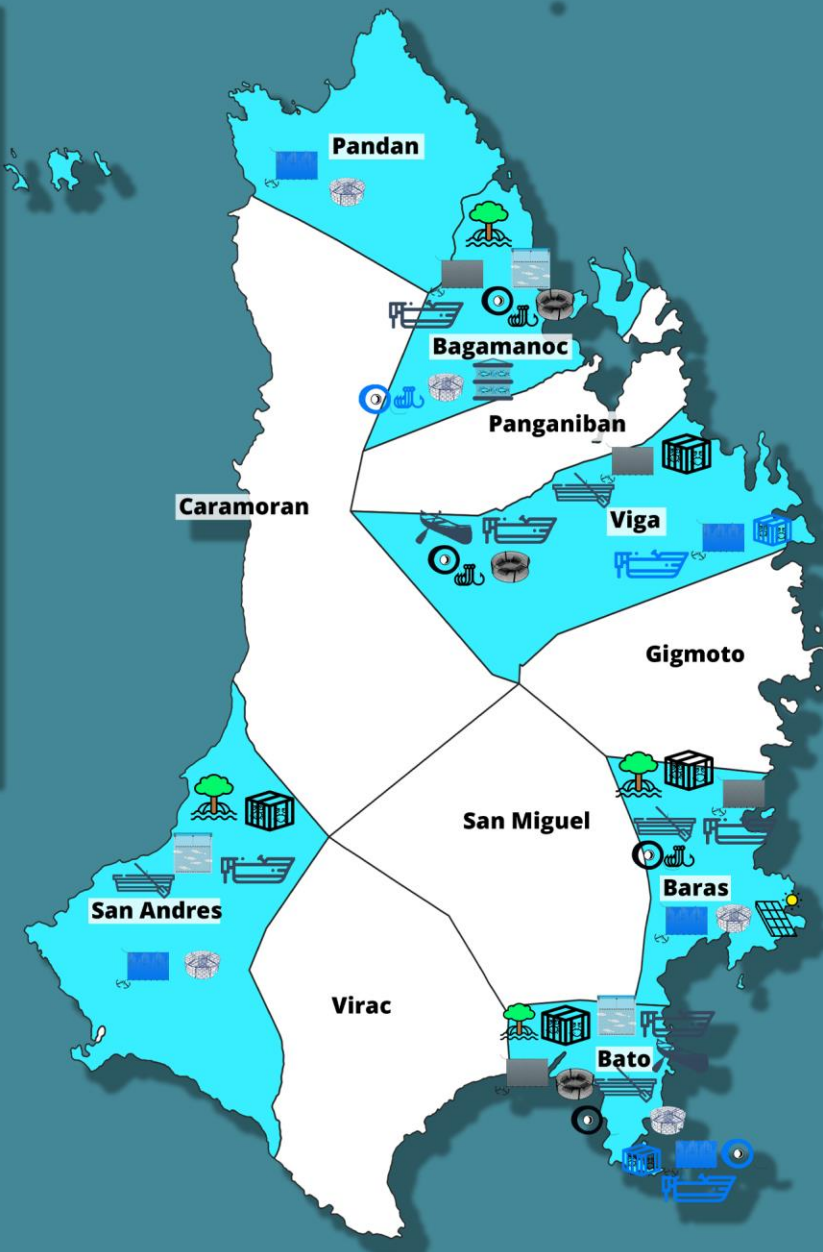 Pandan
Bagamanoc
Panganiban
Caramoran
Viga
Gigmoto
San Miguel
Baras
San Andres
Virac
Bato